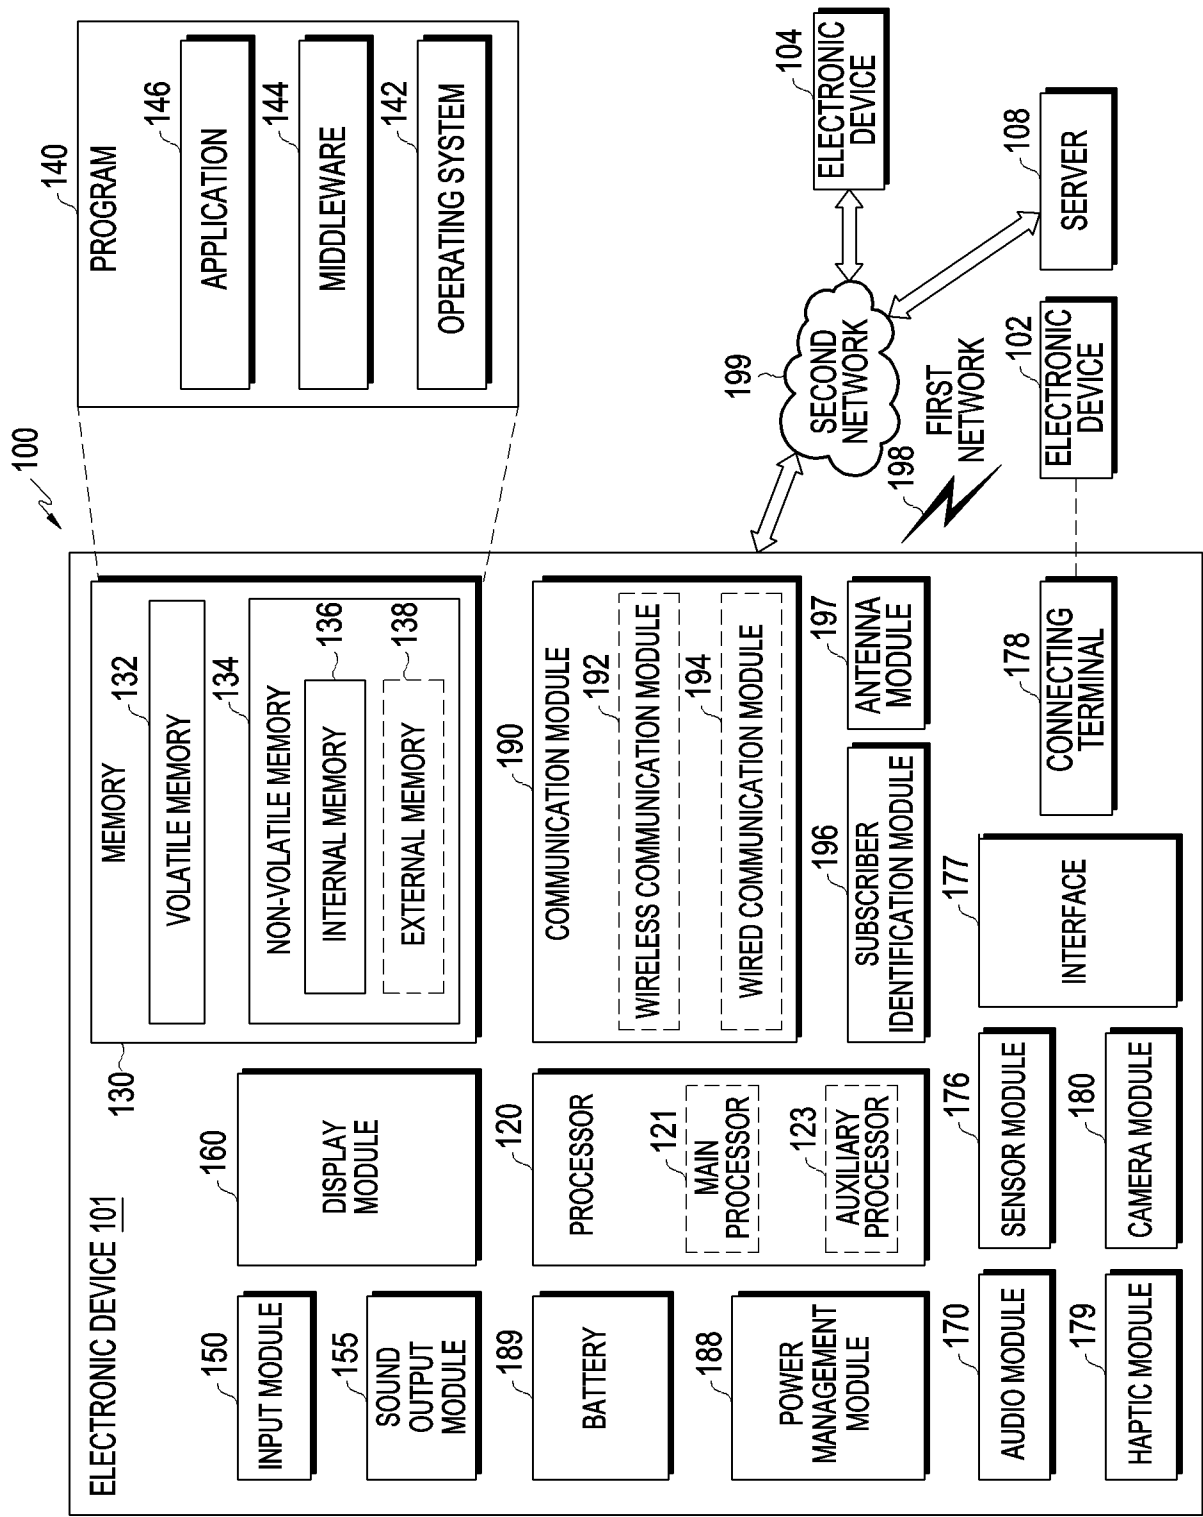 100
ELECTRONIC DEVICE 101
150
INPUT MODULE
155
SOUND
OUTPUT
MODULE
189
BATTERY
188
POWER
MANAGEMENT
MODULE
170
AUDIO MODULE
179
HAPTIC MODULE
160
DISPLAY
MODULE
120
PROCESSOR
121
MAIN
PROCESSOR
123
AUXILIARY
PROCESSOR
176
SENSOR MODULE
180
CAMERA MODULE
130
MEMORY
132
VOLATILE MEMORY
134
NON-VOLATILE MEMORY
136
INTERNAL MEMORY
138
EXTERNAL MEMORY
190
COMMUNICATION MODULE
192
WIRELESS COMMUNICATION MODULE
194
WIRED COMMUNICATION MODULE
196
SUBSCRIBER
IDENTIFICATION MODULE
197
ANTENNA
MODULE
177
INTERFACE
178
CONNECTING
TERMINAL
140
PROGRAM
146
APPLICATION
144
MIDDLEWARE
142
OPERATING SYSTEM
199
SECOND
NETWORK
198
FIRST
NETWORK
104
ELECTRONIC
DEVICE
108
SERVER
102
ELECTRONIC
DEVICE